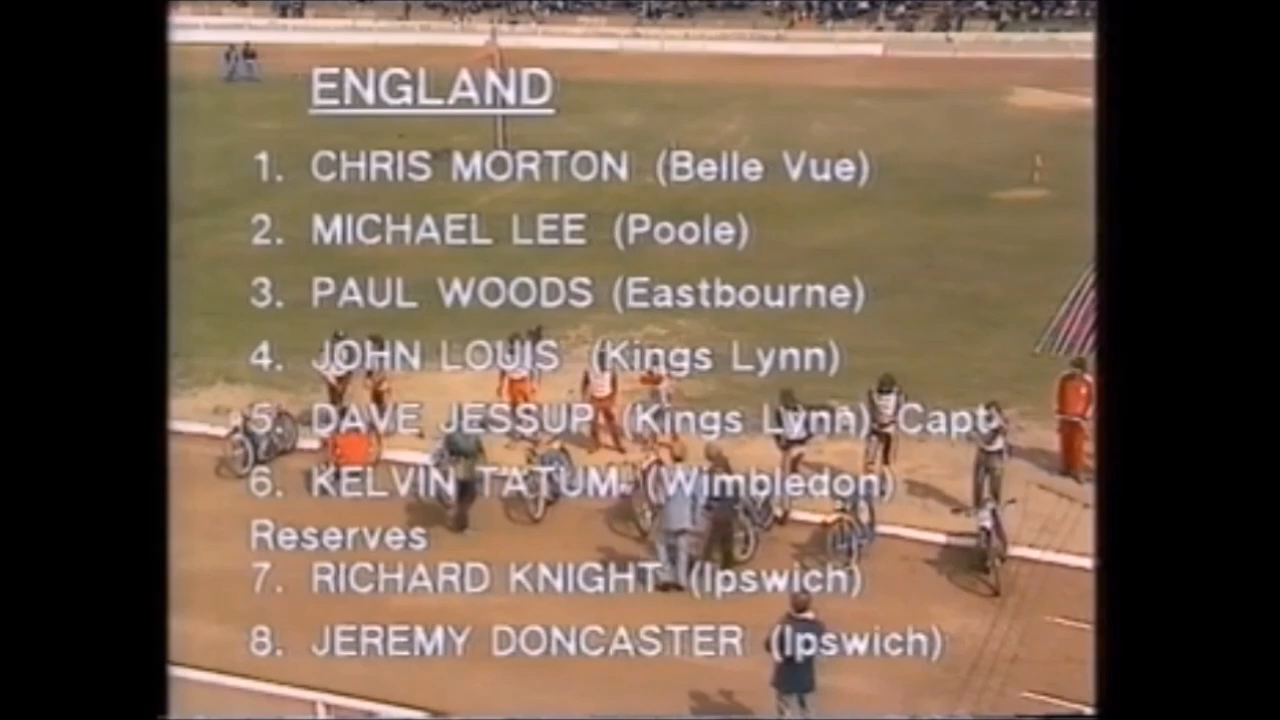 ENGLAND
1. CHRIS MORTON (Belle Vue)
2. MICHAEL LEE (Poole)
3. PAUL WOODS (Eastbourne)
4. JOHN LOUIS (Kings Lynn)
5. DAVE JESSUP (Kings Lynn) Capt.
6. KELVIN TATUM (Wimbledon)
Reserves
7. RICHARD KNIGHT (Ipswich)
8. JEREMY DONCASTER (Ipswich)